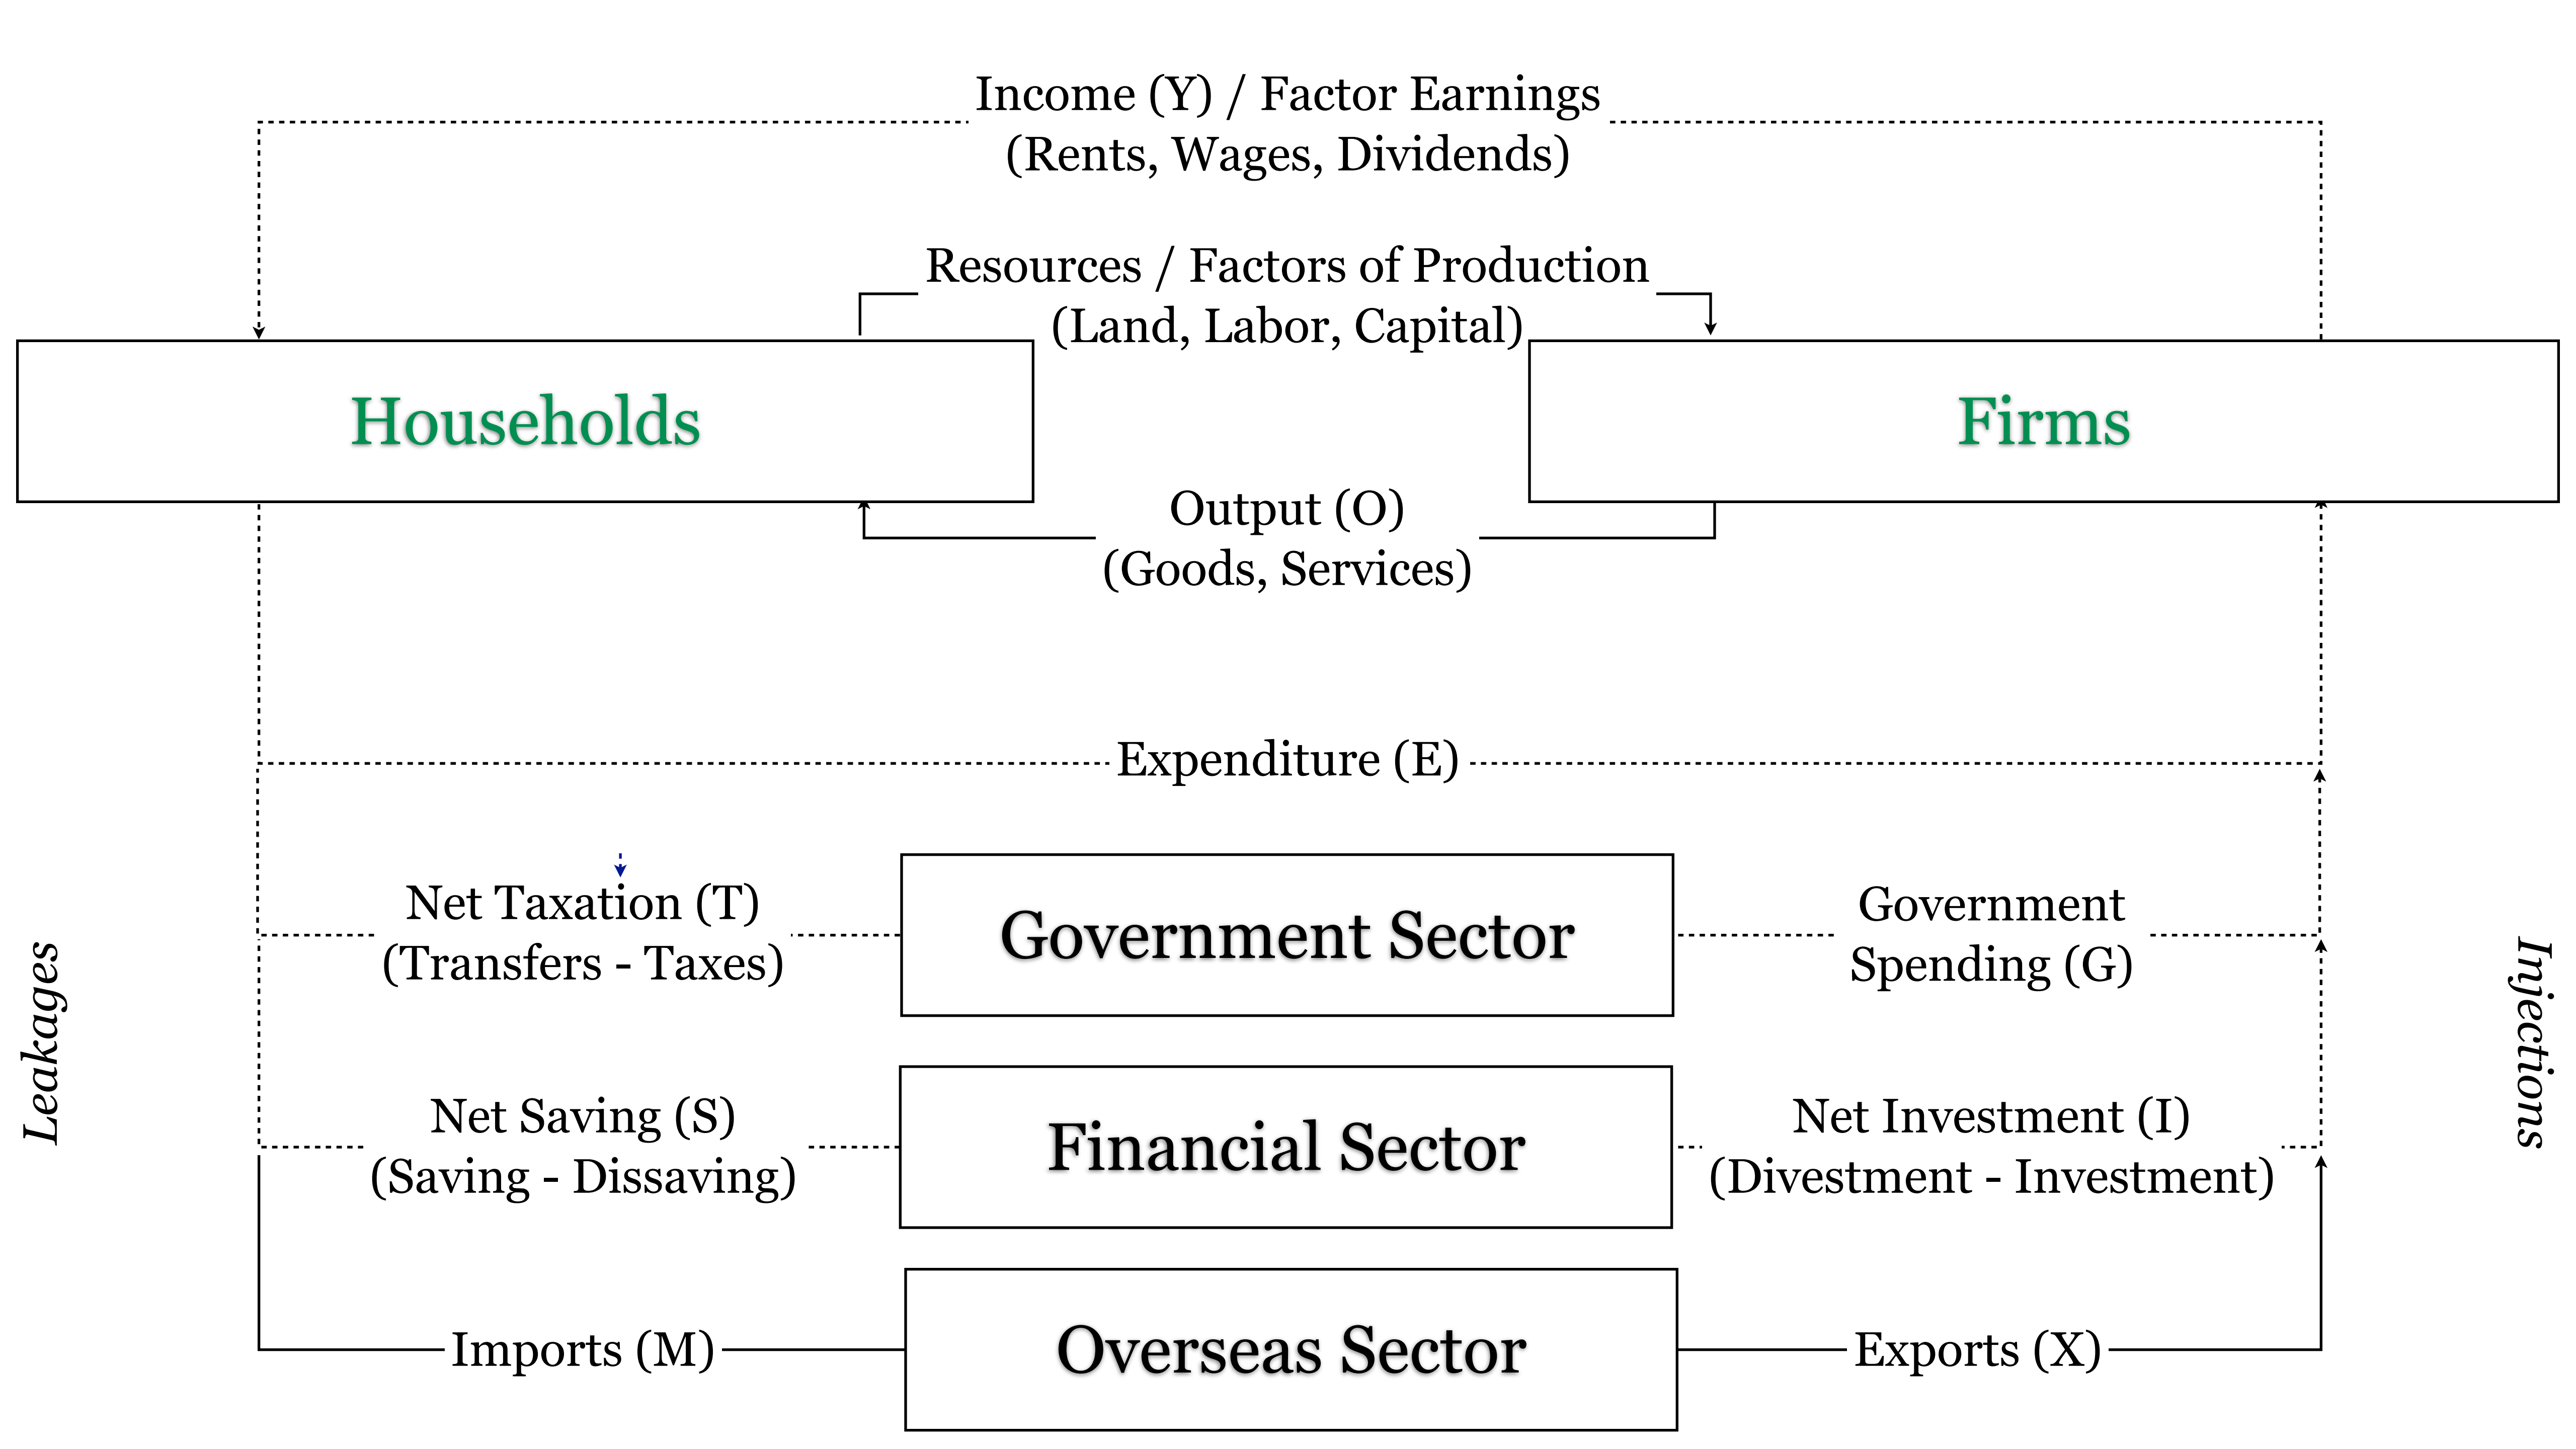 Income (Y) / Factor Earnings
(Rents, Wages, Dividends)
Resources / Factors of Production
(Land, Labor, Capital)
Households
Firms
Output (O)
(Goods, Services)
Expenditure (E)
Leakages
Net Taxation (T)
(Transfers - Taxes)
Government Sector
Government
Spending (G)
Injections
Net Saving (S)
(Saving - Dissaving)
Financial Sector
Net Investment (I)
(Divestment - Investment)
Imports (M)
Overseas Sector
Exports (X)